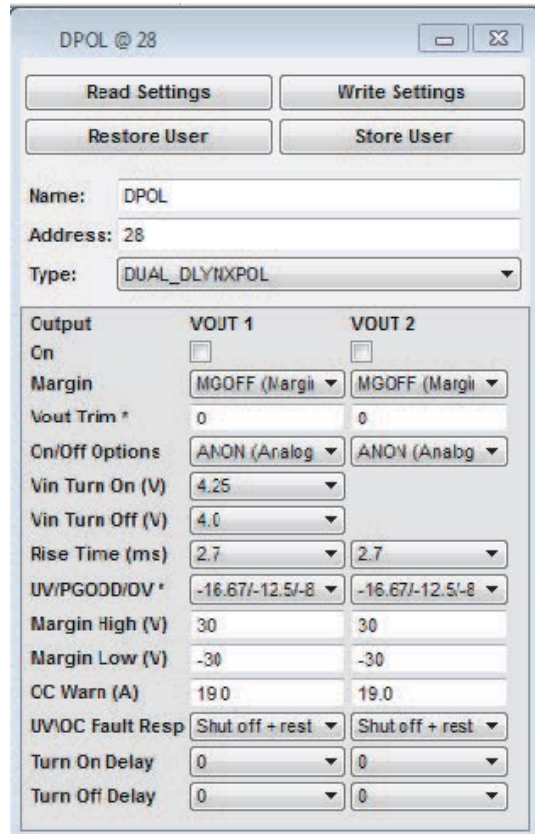 DPOL @ 28
Read Settings Write Settings
Restore User Store User
Name: DPOL
Address: 28
Type: DUAL_DLYNXPOL
Output VOUT 1 VOUT 2
On
Margin MGOFF (Margin MGOFF (Margin
Vout Trim * 0 0
On/Off Options ANON (Analog ANON (Analog
Vin Turn On (V) 4.25
Vin Turn Off (V) 4.0
Rise Time (ms) 2.7 2.7
UV/PGOOD/OV * -16.67/-12.5/-8 -16.67/-12.5/-8
Margin High (V) 30 30
Margin Low (V) -30 -30
OC Warn (A) 19.0 19.0
UV\OC Fault Resp Shut off + rest Shut off + rest
Turn On Delay 0 0
Turn Off Delay 0 0